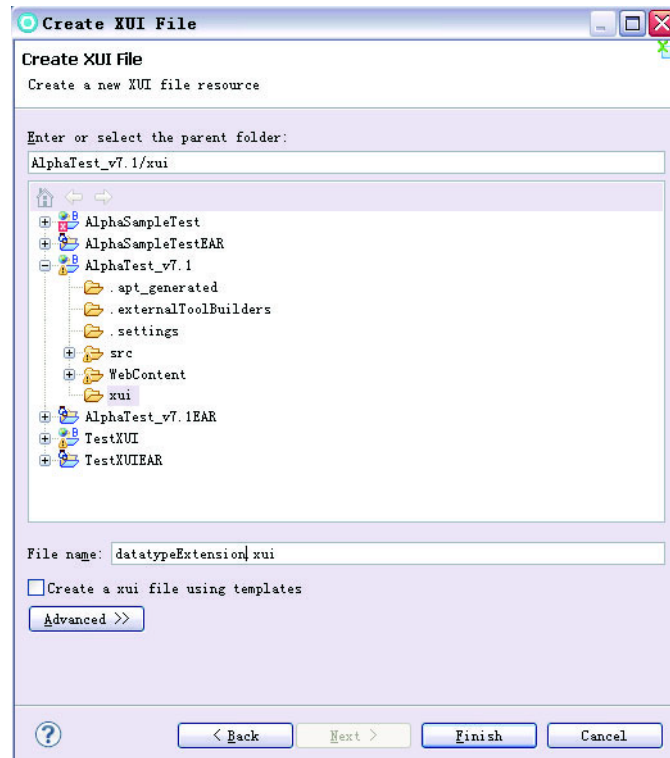 Create XUI File
Create XUI File
Create a new XUI file resource
Enter or select the parent folder:
AlphaTest_v7.1/xui
AlphaSampleTest
AlphaSampleTestEAR
AlphaTest_v7.1
.apt_generated
.externalToolBuilders
.settings
src
WebContent
xui
AlphaTest_v7.1EAR
TestXUI
TestXUIEAR
File name: datatypeExtension.xui
Create a xui file using templates
Advanced >>
? < Back Next > Finish Cancel